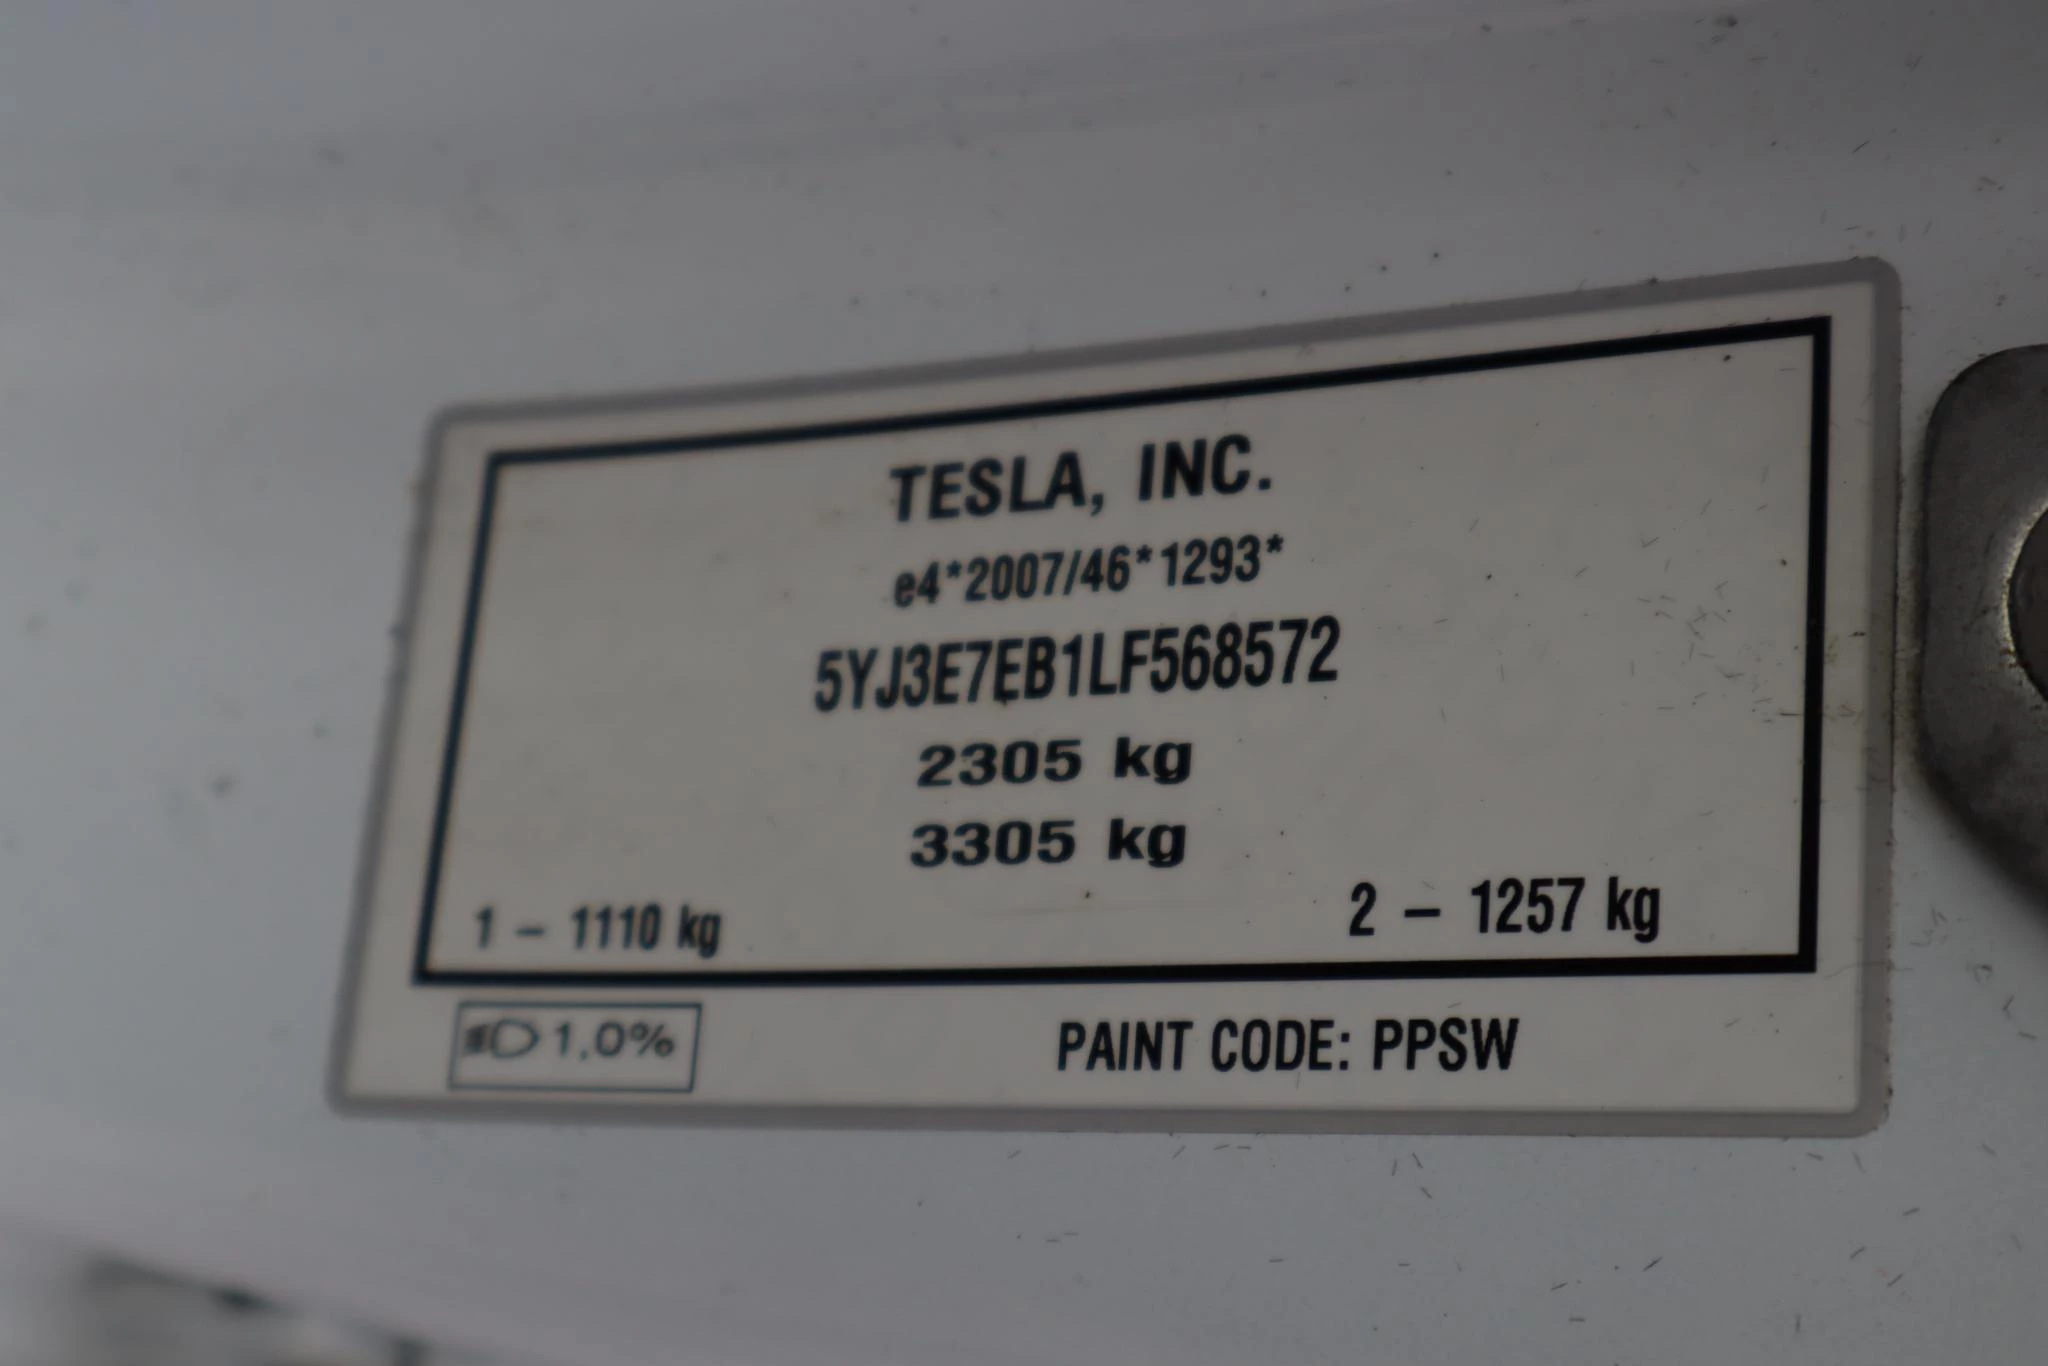 TESLA, INC.
e4*2007/46*1293*
5YJ3E7EB1LF568572
2305 kg
3305 kg
1 – 1110 kg
2 – 1257 kg
1,0%
PAINT CODE: PPSW